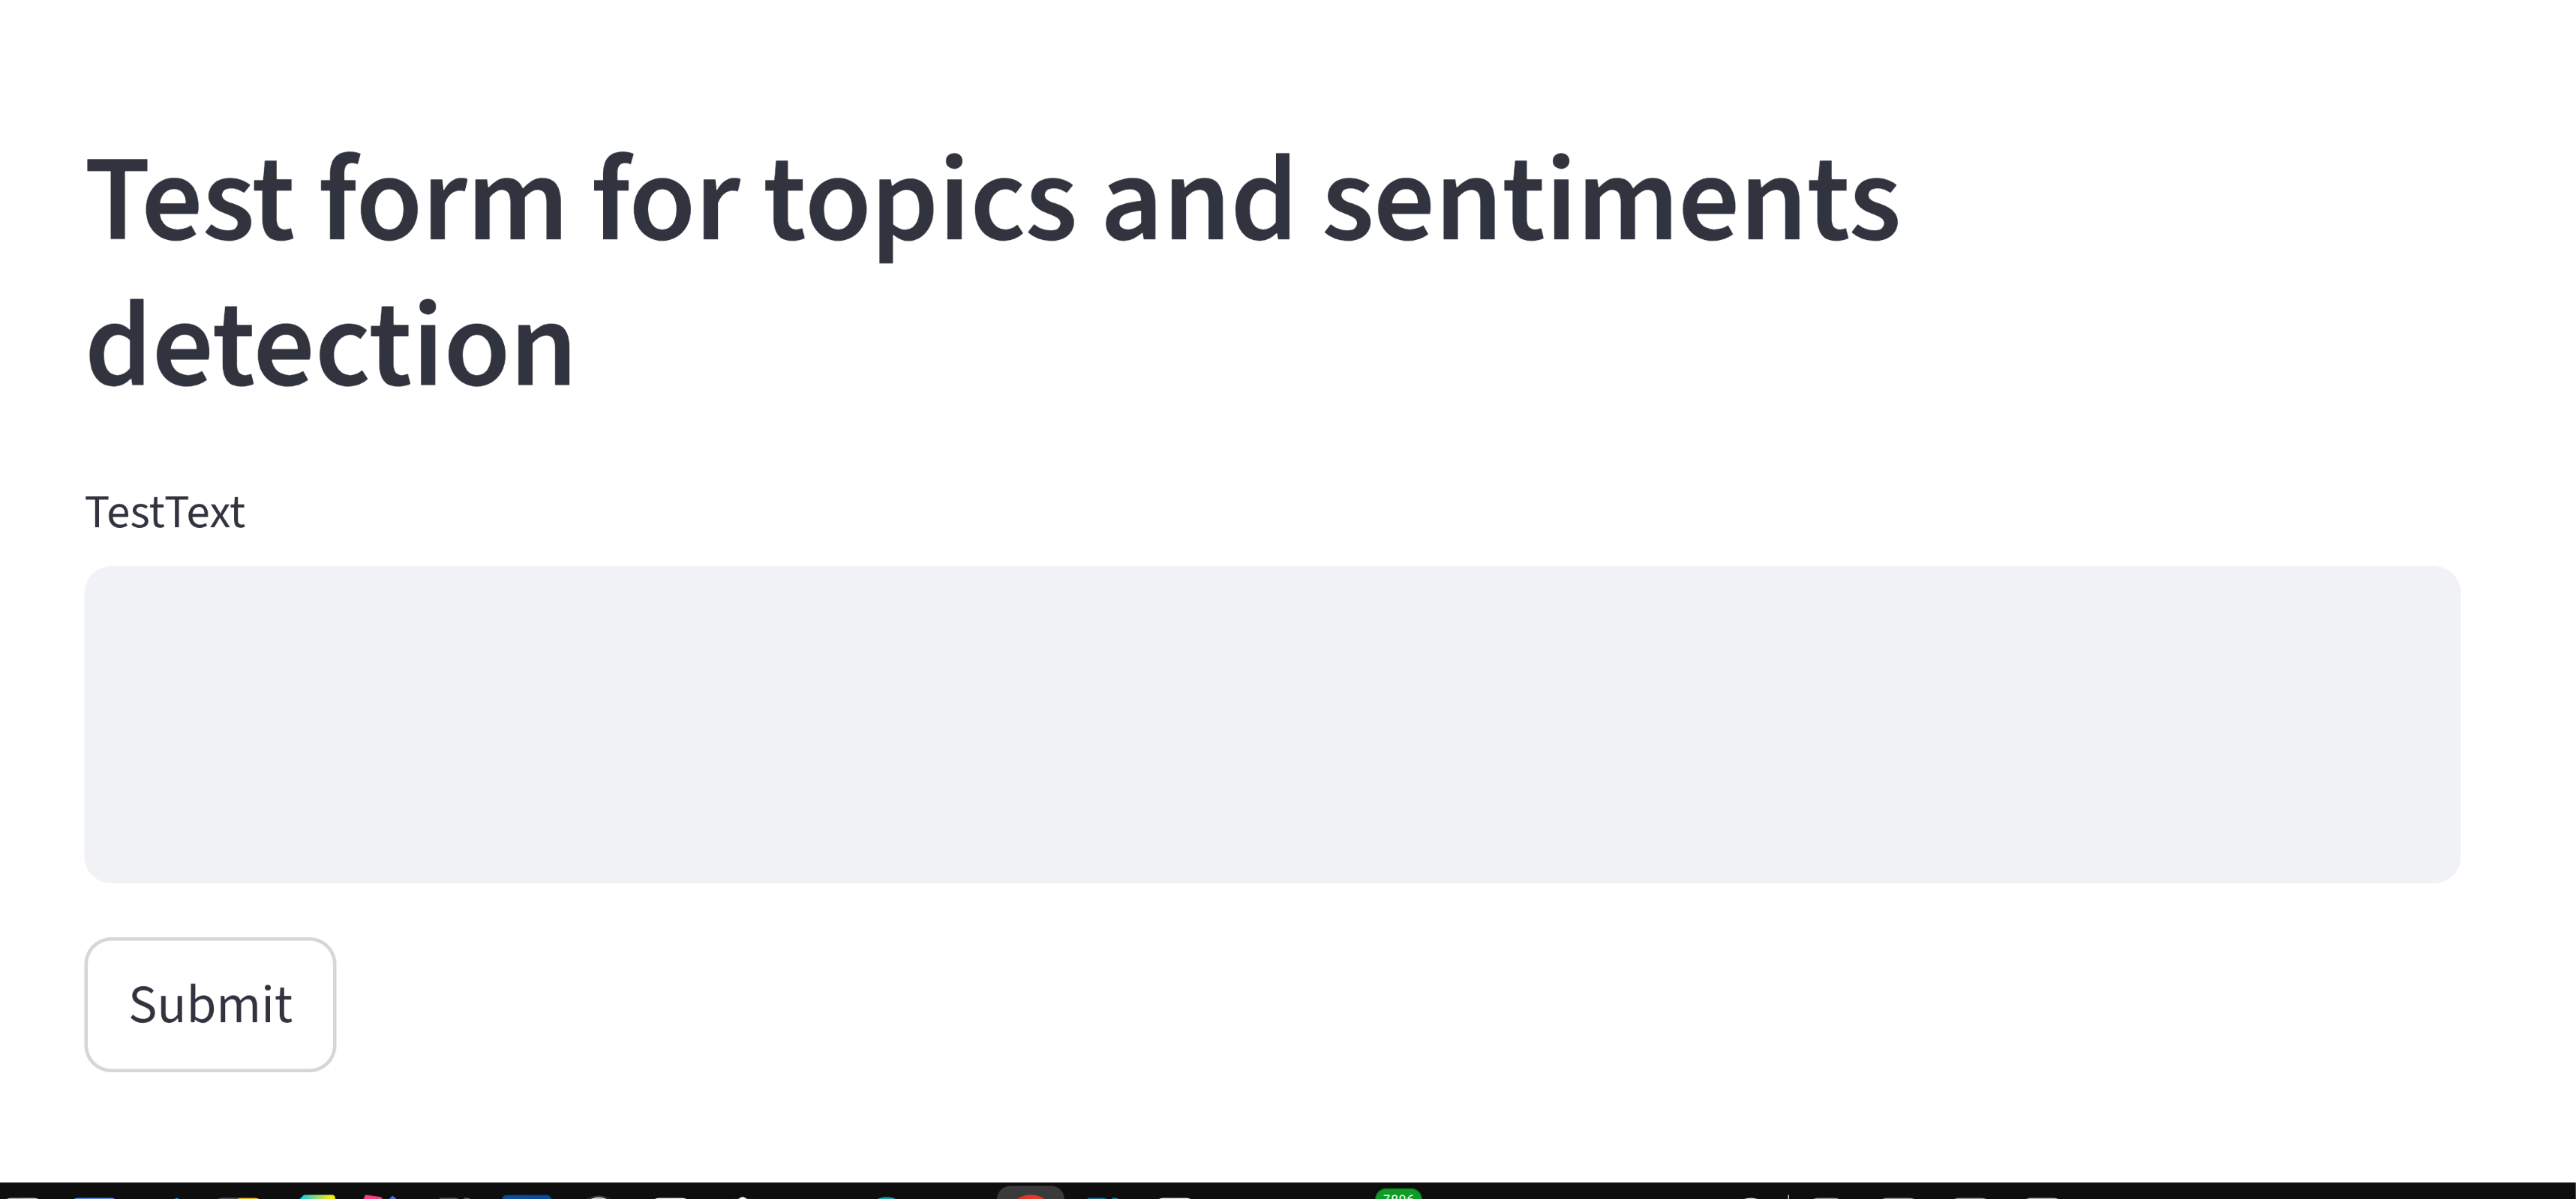 Test form for topics and sentiments
detection
TestText
Submit